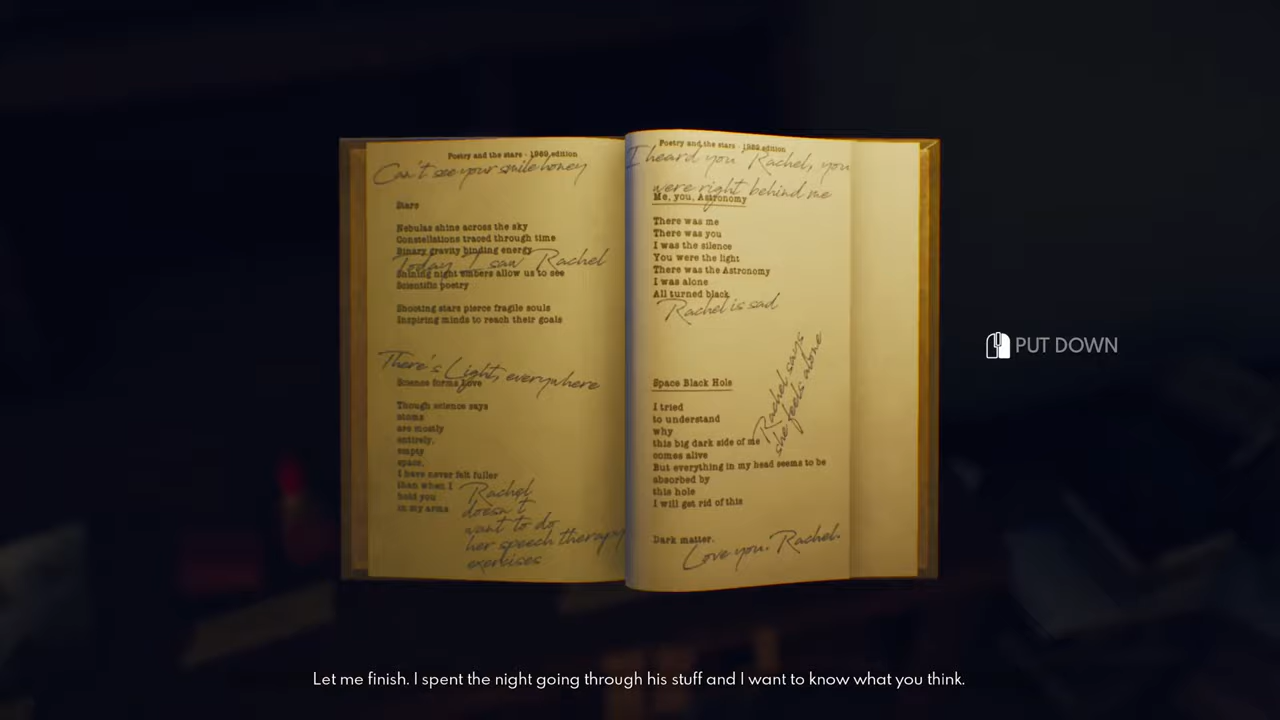 Poetry and the stars - 1989 edition
Can't see your smile honey
Stars
Nebulas shine across the sky
Constellations traced through time
Binary gravity binding energy
Today I saw Rachel
Shining night embers allow us to see
Scientific poetry
Shooting stars pierce fragile souls
Inspiring minds to reach their goals
There's Light, everywhere
Science forms Love
Though science says
atoms
are mostly
entirely,
empty
space,
I have never felt fuller
than when I
hold you
in my arms
Rachel
doesn't
want to do
her speech therapy
exercises
Poetry and the stars - 1989 edition
I heard you Rachel, you
were right behind me
Me, you, Astronomy
There was me
There was you
I was the silence
You were the light
There was the Astronomy
I was alone
All turned black
Rachel is sad
Rachel says
she feels alone
Space Black Hole
I tried
to understand
why
this big dark side of me
comes alive
But everything in my head seems to be
absorbed by
this hole
I will get rid of this
Dark matter.
Love you. Rachel.
PUT DOWN
Let me finish. I spent the night going through his stuff and I want to know what you think.